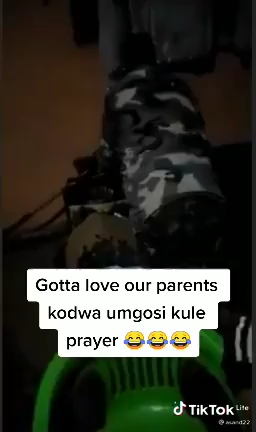 Gotta love our parents
kodwa umgosi kule
prayer 😂😂😂
TikTok Lite
@asand22